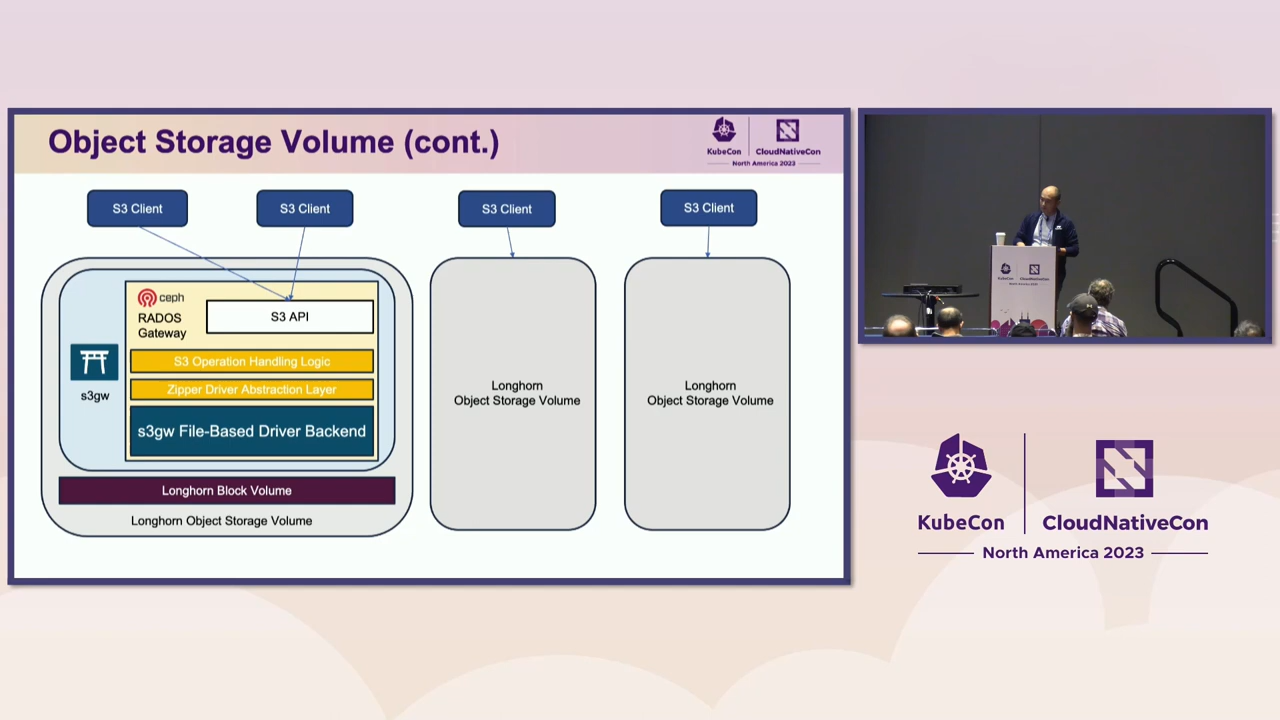 Object Storage Volume (cont.)
KubeCon
CloudNativeCon
North America 2023
S3 Client
S3 Client
S3 Client
S3 Client
ceph
RADOS
Gateway
S3 API
S3 Operation Handling Logic
Zipper Driver Abstraction Layer
s3gw File-Based Driver Backend
s3gw
Longhorn Block Volume
Longhorn Object Storage Volume
Longhorn
Object Storage Volume
Longhorn
Object Storage Volume
KubeCon
CloudNativeCon
North America 2023